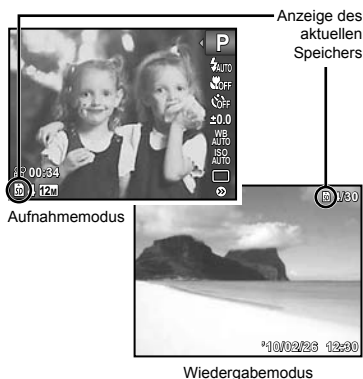 Anzeige des
aktuellen
Speichers
P
AUTO
OFF
OFF
±0.0
WB
AUTO
ISO
AUTO
00:34
SD 12M
Aufnahmemodus
/30
'10/02/26 12:30
Wiedergabemodus